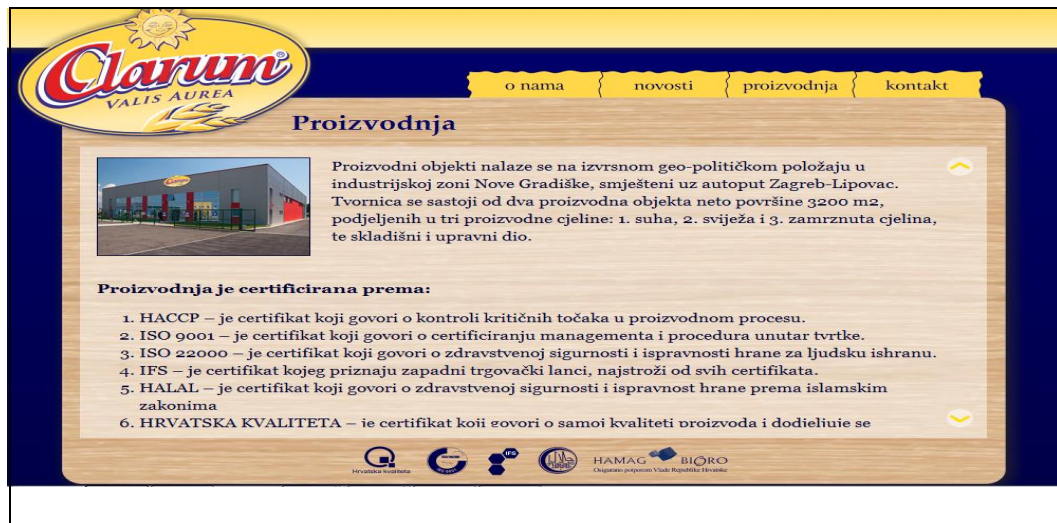 Clarum®
VALIS AUREA
o nama
novosti
proizvodnja
kontakt
Proizvodnja
Proizvodni objekti nalaze se na izvrsnom geo-političkom položaju u
industrijskoj zoni Nove Gradiške, smješteni uz autoput Zagreb-Lipovac.
Tvornica se sastoji od dva proizvodna objekta neto površine 3200 m2,
podjeljenih u tri proizvodne cjeline: 1. suha, 2. sviježa i 3. zamrznuta cjelina,
te skladišni i upravni dio.
Proizvodnja je certificirana prema:
1. HACCP – je certifikat koji govori o kontroli kritičnih točaka u proizvodnom procesu.
2. ISO 9001 – je certifikat koji govori o certificiranju managementa i procedura unutar tvrtke.
3. ISO 22000 – je certifikat koji govori o zdravstvenoj sigurnosti i ispravnosti hrane za ljudsku ishranu.
4. IFS – je certifikat kojeg priznaju zapadni trgovački lanci, najstroži od svih certifikata.
5. HALAL – je certifikat koji govori o zdravstvenoj sigurnosti i ispravnost hrane prema islamskim
zakonima
6. HRVATSKA KVALITETA – je certifikat koji govori o samoj kvaliteti proizvoda i dodjeljuje se
Hrvatska kvaliteta
IFS
HAMAG BICRO
Osigurano potporom Vlade Republike Hrvatske